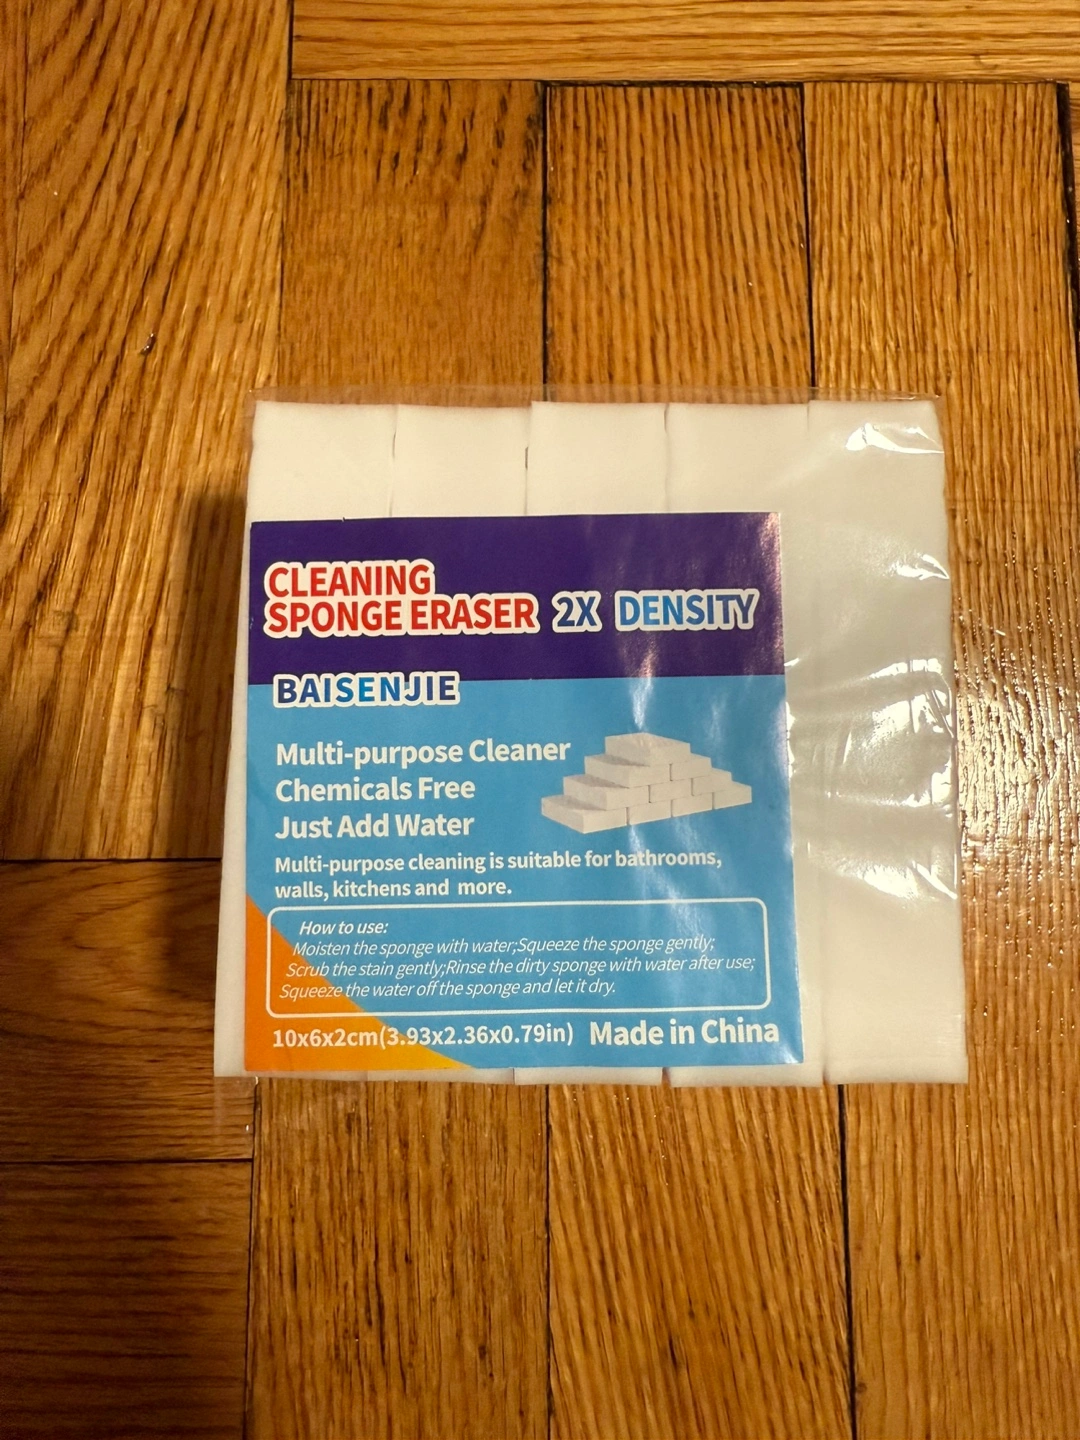 CLEANING
SPONGE ERASER 2X DENSITY
BAISENJIE
Multi-purpose Cleaner
Chemicals Free
Just Add Water
Multi-purpose cleaning is suitable for bathrooms,
walls, kitchens and more.
How to use:
Moisten the sponge with water;Squeeze the sponge gently;
Scrub the stain gently;Rinse the dirty sponge with water after use;
Squeeze the water off the sponge and let it dry.
10x6x2cm(3.93x2.36x0.79in) Made in China